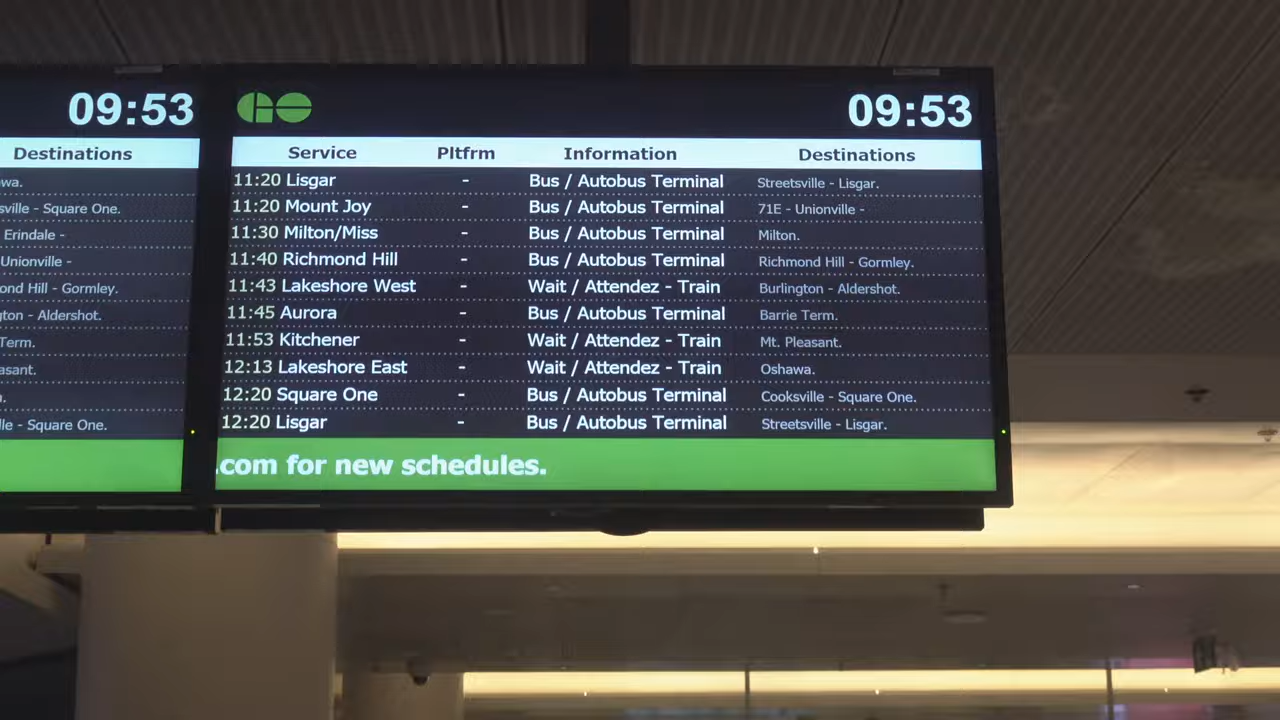 09:53
Destinations
wa.
sville - Square One.
Erindale -
Unionville -
ond Hill - Gormley.
gton - Aldershot.
Term.
asant.
lle - Square One.
GO 09:53
Service Pltfrm Information Destinations
11:20 Lisgar - Bus / Autobus Terminal Streetsville - Lisgar.
11:20 Mount Joy - Bus / Autobus Terminal 71E - Unionville -
11:30 Milton/Miss - Bus / Autobus Terminal Milton.
11:40 Richmond Hill - Bus / Autobus Terminal Richmond Hill - Gormley.
11:43 Lakeshore West - Wait / Attendez - Train Burlington - Aldershot.
11:45 Aurora - Bus / Autobus Terminal Barrie Term.
11:53 Kitchener - Wait / Attendez - Train Mt. Pleasant.
12:13 Lakeshore East - Wait / Attendez - Train Oshawa.
12:20 Square One - Bus / Autobus Terminal Cooksville - Square One.
12:20 Lisgar - Bus / Autobus Terminal Streetsville - Lisgar.
.com for new schedules.